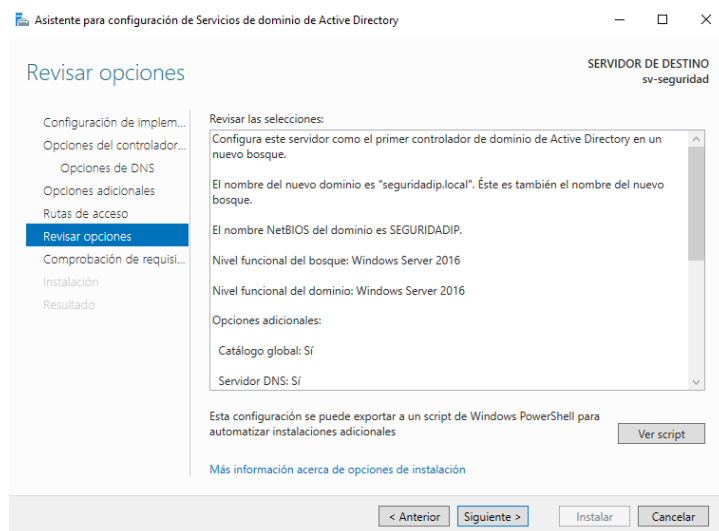 Asistente para configuración de Servicios de dominio de Active Directory
Revisar opciones
SERVIDOR DE DESTINO
sv-seguridad
Configuración de implem...
Opciones del controlador...
Opciones de DNS
Opciones adicionales
Rutas de acceso
Revisar opciones
Comprobación de requisi...
Instalación
Resultado
Revisar las selecciones:
Configura este servidor como el primer controlador de dominio de Active Directory en un
nuevo bosque.
El nombre del nuevo dominio es "seguridadip.local". Éste es también el nombre del nuevo
bosque.
El nombre NetBIOS del dominio es SEGURIDADIP.
Nivel funcional del bosque: Windows Server 2016
Nivel funcional del dominio: Windows Server 2016
Opciones adicionales:
Catálogo global: Sí
Servidor DNS: Sí
Esta configuración se puede exportar a un script de Windows PowerShell para
automatizar instalaciones adicionales
Ver script
Más información acerca de opciones de instalación
< Anterior
Siguiente >
Instalar
Cancelar